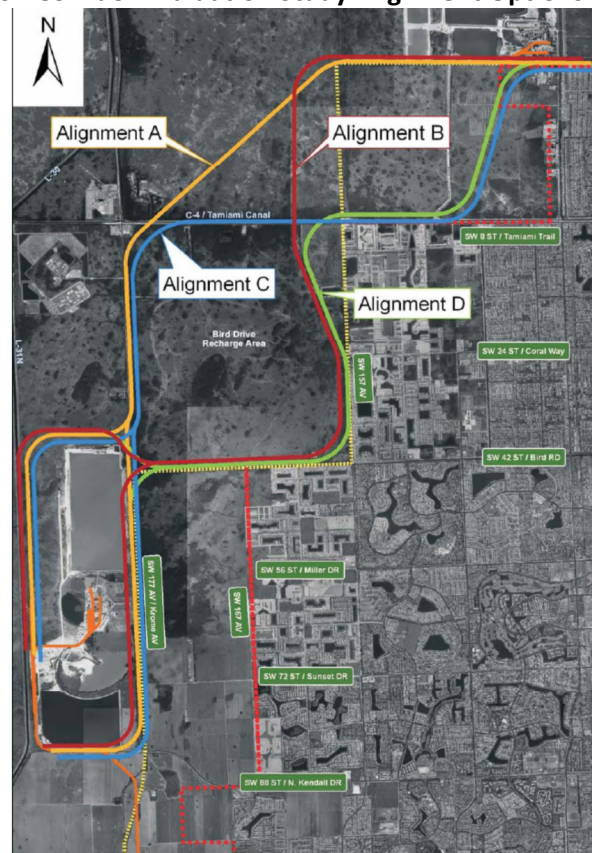 N
Alignment A
Alignment B
L-30
C-4 / Tamiami Canal
SW 8 ST / Tamiami Trail
Alignment C
Alignment D
Bird Drive
Recharge Area
L-31N
SW 24 ST / Coral Way
SW 157 AV
SW 42 ST / Bird RD
SW 56 ST / Miller DR
SW 177 AV / Krome AV
SW 167 AV
SW 72 ST / Sunset DR
SW 88 ST / N. Kendall DR